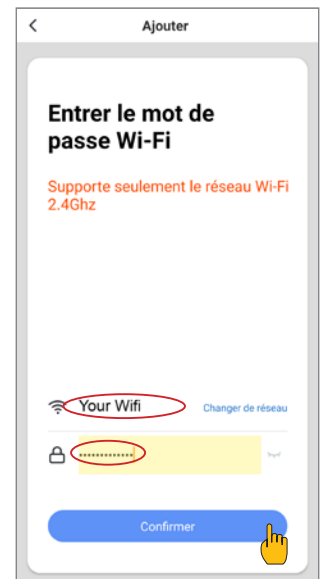 Ajouter
Entrer le mot de
passe Wi-Fi
Supporte seulement le réseau Wi-Fi
2.4Ghz
Your Wifi
Changer de réseau
•••••••••••••
Confirmer